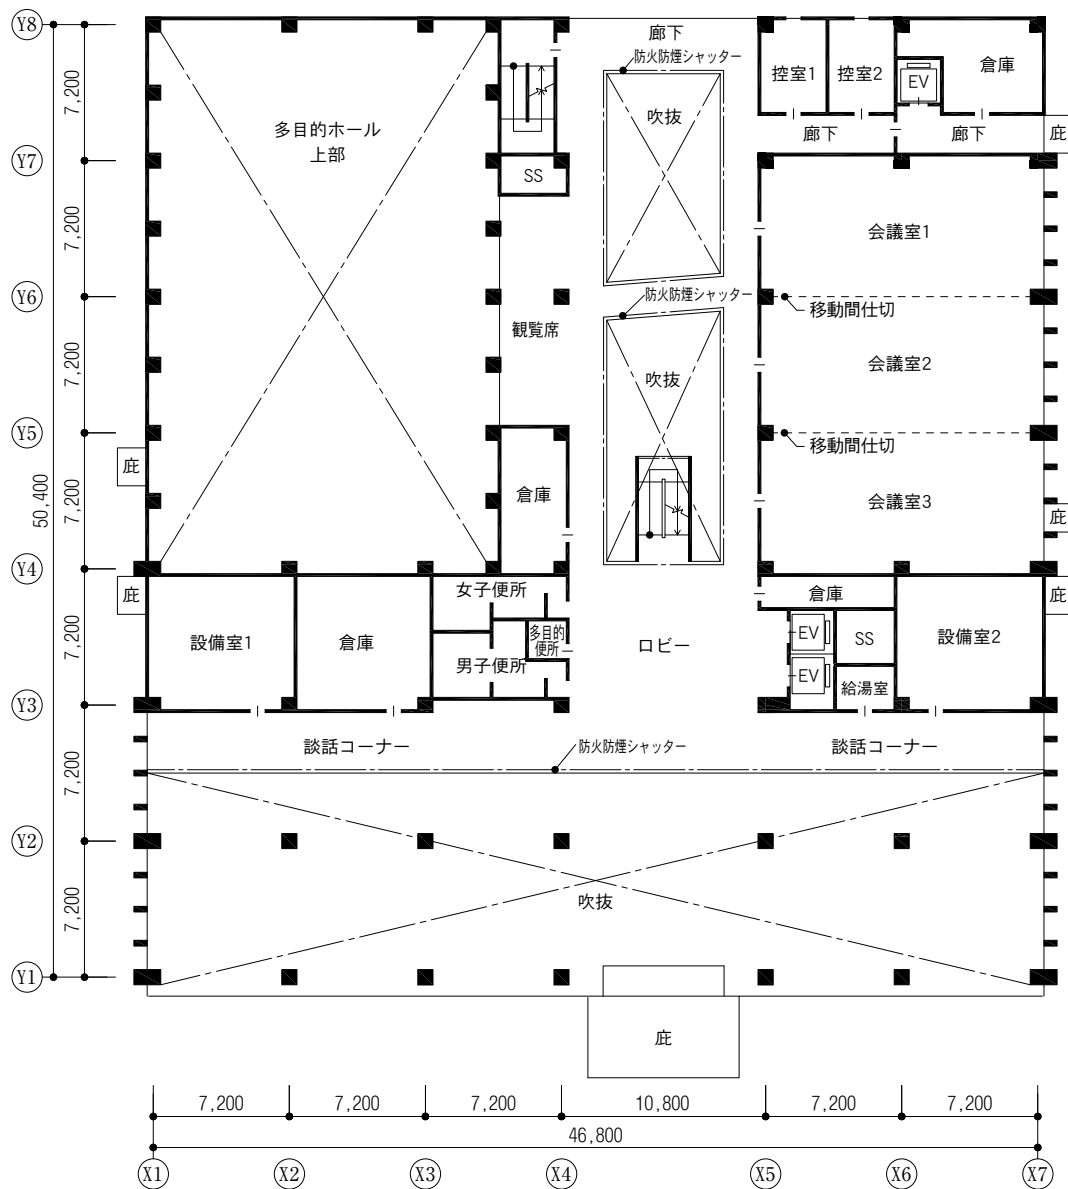 Y8
廊下
防火防煙シャッター
控室1
控室2
EV
倉庫
7,200
多目的ホール
上部
吹抜
廊下
廊下
庇
Y7
SS
7,200
会議室1
Y6
防火防煙シャッター
移動間仕切
観覧席
7,200
吹抜
会議室2
Y5
移動間仕切
庇
50,400
7,200
倉庫
会議室3
庇
Y4
庇
女子便所
倉庫
庇
7,200
設備室1
倉庫
多目的
便所
男子便所
ロビー
EV
SS
設備室2
EV
給湯室
Y3
談話コーナー
防火防煙シャッター
談話コーナー
7,200
Y2
吹抜
7,200
Y1
庇
7,200
7,200
7,200
10,800
7,200
7,200
46,800
X1
X2
X3
X4
X5
X6
X7